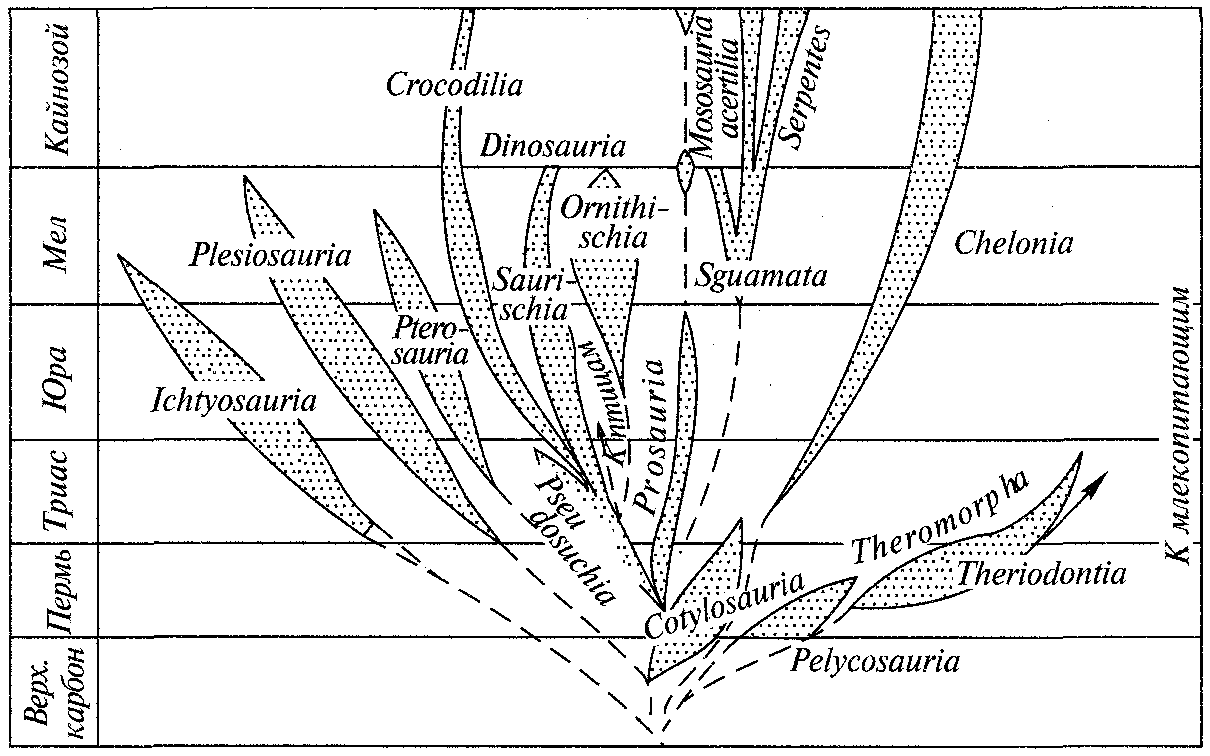 Кайнозой
Мел
Юра
Триас
Пермь
Верх.
карбон
Crocodilia
Dinosauria
Mososauria
acertilia
Serpentes
Plesiosauria
Ornithi-
schia
Sguamata
Chelonia
Sauri-
schia
Ptero-
sauria
Ichtyosauria
К птицам
Prosauria
Pseu
dosuchia
Cotylosauria
Theromorpha
Theriodontia
Pelycosauria
К млекопитающим